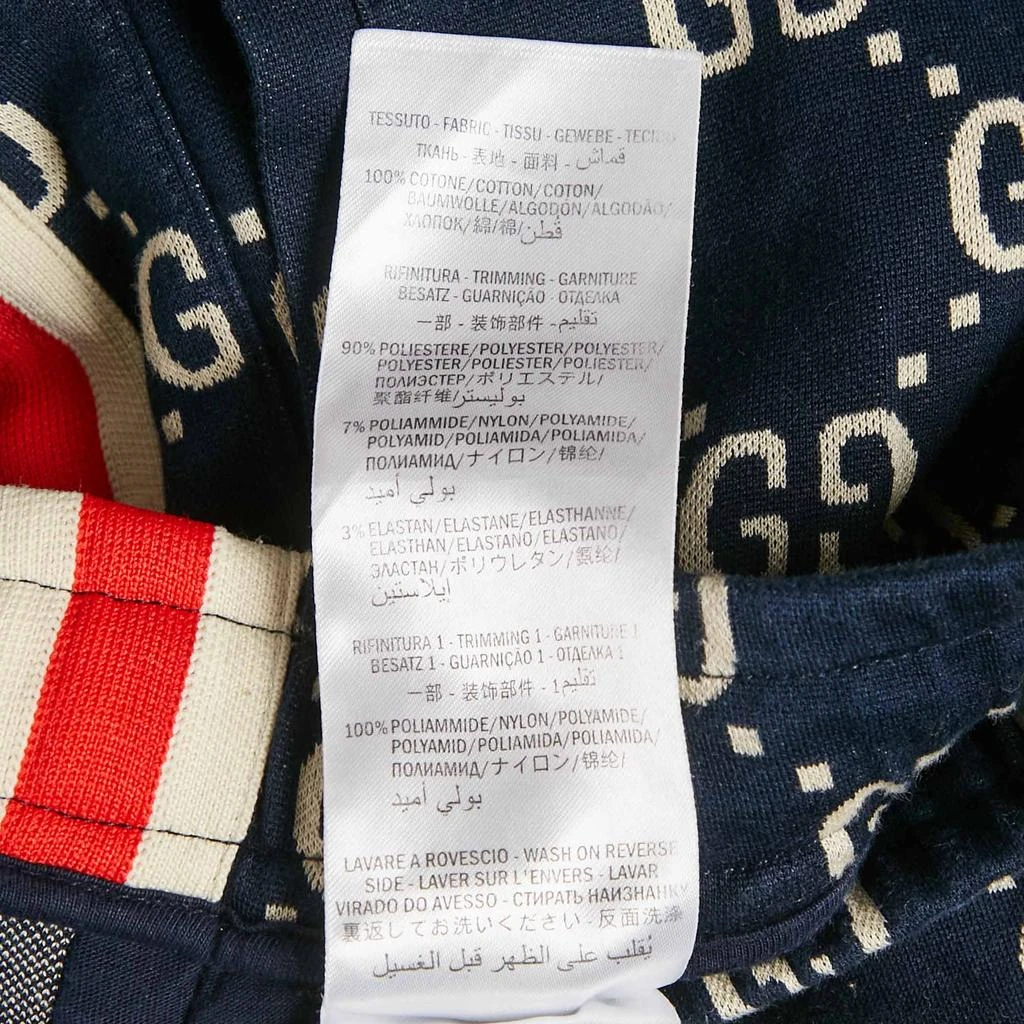 TESSUTO - FABRIC - TISSU - GEWEBE - TECIDO
ТКАНЬ - 表地 - 面料 - قماش
100% COTONE/COTTON/COTON/
BAUMWOLLE/ALGODÓN/ALGODÃO/
ХЛОПОК/綿/棉/قطن
RIFINITURA - TRIMMING - GARNITURE
BESATZ - GUARNIÇÃO - ОТДЕЛКА
一部 - 装饰部件 - تقليم
90% POLIESTERE/POLYESTER/POLYESTER/
POLYESTER/POLIESTER/POLIESTER/
ПОЛИЭСТЕР/ポリエステル/
聚酯纤维/بوليستر
7% POLIAMMIDE/NYLON/POLYAMIDE/
POLYAMID/POLIAMIDA/POLIAMIDA/
ПОЛИАМИД/ナイロン/锦纶/
بولي أميد
3% ELASTAN/ELASTANE/ELASTHANNE/
ELASTHAN/ELASTANO/ELASTANO/
ЭЛАСТАН/ポリウレタン/氨纶/
إيلاستين
RIFINITURA 1 - TRIMMING 1 - GARNITURE 1
BESATZ 1 - GUARNIÇÃO 1 - ОТДЕЛКА 1
一部 - 装饰部件 - 1 تقليم
100% POLIAMMIDE/NYLON/POLYAMIDE/
POLYAMID/POLIAMIDA/POLIAMIDA/
ПОЛИАМИД/ナイロン/锦纶/
بولي أميد
LAVARE A ROVESCIO - WASH ON REVERSE
SIDE - LAVER SUR L'ENVERS - LAVAR
VIRADO DO AVESSO - СТИРАТЬ НАИЗНАНКУ
裏返してお洗いください - 反面洗滌
يُقلب على الظهر قبل الغسيل